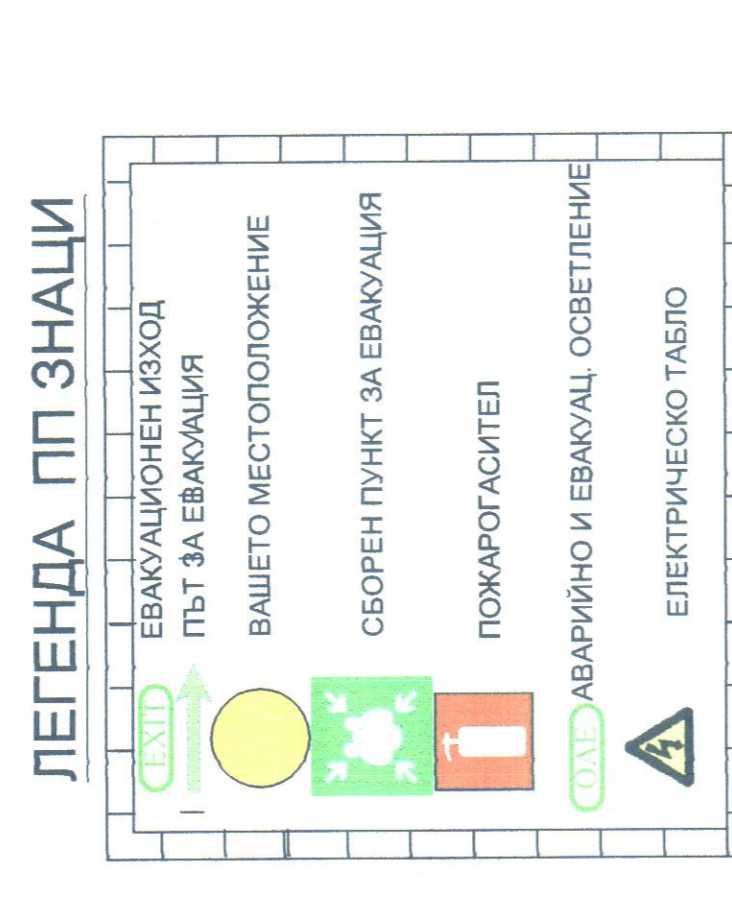 ЛЕГЕНДА ПП ЗНАЦИ
EXIT ЕВАКУАЦИОНЕН ИЗХОД
ПЪТ ЗА ЕВАКУАЦИЯ
ВАШЕТО МЕСТОПОЛОЖЕНИЕ
СБОРЕН ПУНКТ ЗА ЕВАКУАЦИЯ
ПОЖАРОГАСИТЕЛ
ОЛЕ АВАРИЙНО И ЕВАКУАЦ. ОСВЕТЛЕНИЕ
ЕЛЕКТРИЧЕСКО ТАБЛО